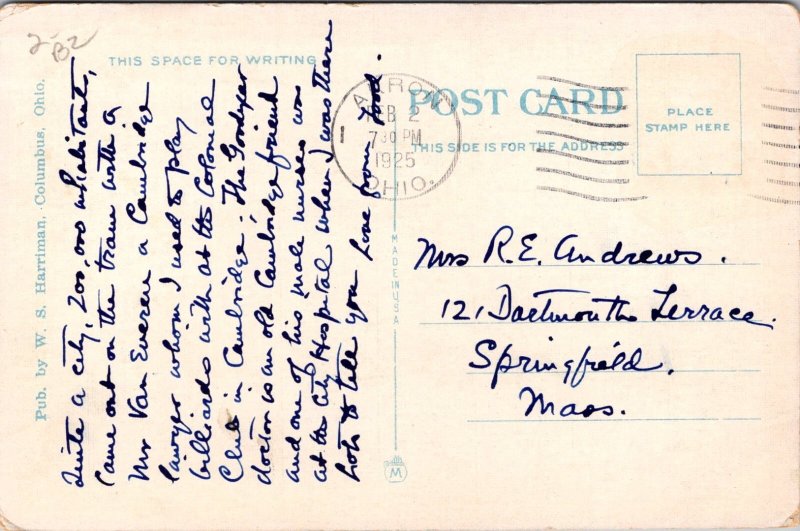 2-
B2
THIS SPACE FOR WRITING
Pub. by W. S. Harriman, Columbus, Ohio.
Quite a city, 200,000 inhabitants,
Came out on the train with a
Mr Van Everen a Cambridge
lawyer whom I used to play
billiards with at the Colonial
Club in Cambridge. The Goodyear
doctor is an old Cambridge friend
and one of his male nurses was
at the City Hospital when I was there
Lots to tell you Love from
MADE IN U.S.A
M
AKRON
FEB 2
730 PM
1925
OHIO.
POST CARD
THIS SIDE IS FOR THE ADDRESS
PLACE
STAMP HERE
Mrs R. E. Andrews.
121 Dartmouth Terrace.
Springfield.
Mass.